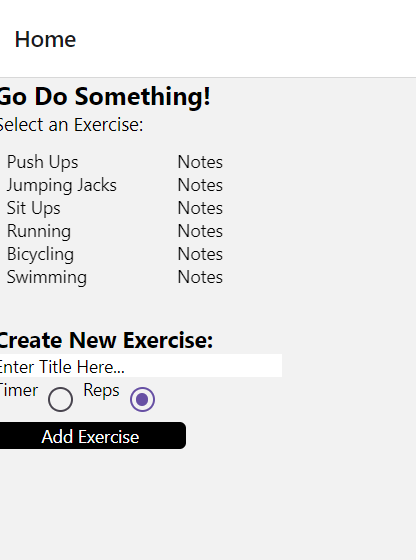 Home
Go Do Something!
Select an Exercise:
Push Ups Notes
Jumping Jacks Notes
Sit Ups Notes
Running Notes
Bicycling Notes
Swimming Notes
Create New Exercise:
Enter Title Here...
Timer Reps
Add Exercise